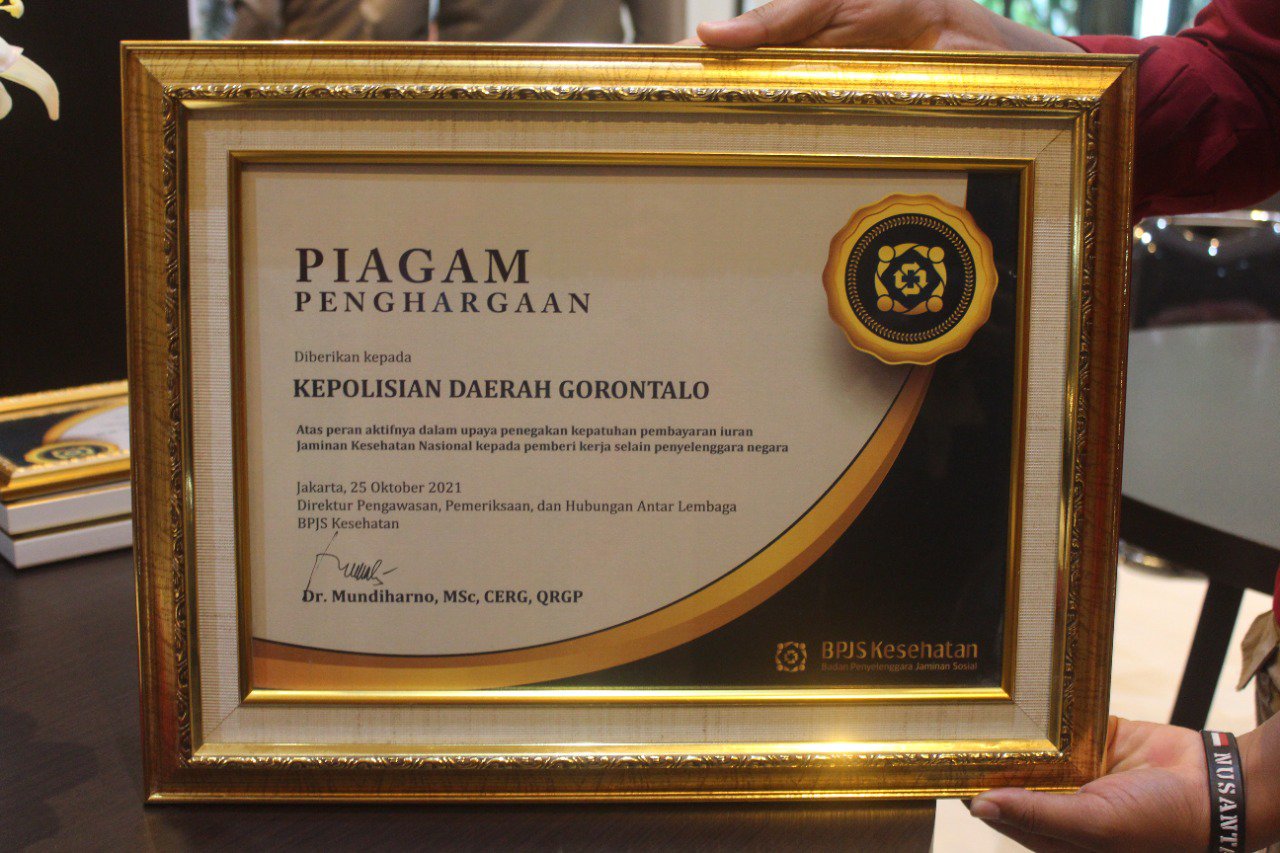 PIAGAM
PENGHARGAAN
Diberikan kepada
KEPOLISIAN DAERAH GORONTALO
Atas peran aktifnya dalam upaya penegakan kepatuhan pembayaran iuran
Jaminan Kesehatan Nasional kepada pemberi kerja selain penyelenggara negara
Jakarta, 25 Oktober 2021
Direktur Pengawasan, Pemeriksaan, dan Hubungan Antar Lembaga
BPJS Kesehatan
Dr. Mundiharno, MSc, CERG, QRGP
BPJS Kesehatan
Badan Penyelenggara Jaminan Sosial
NUSANTA